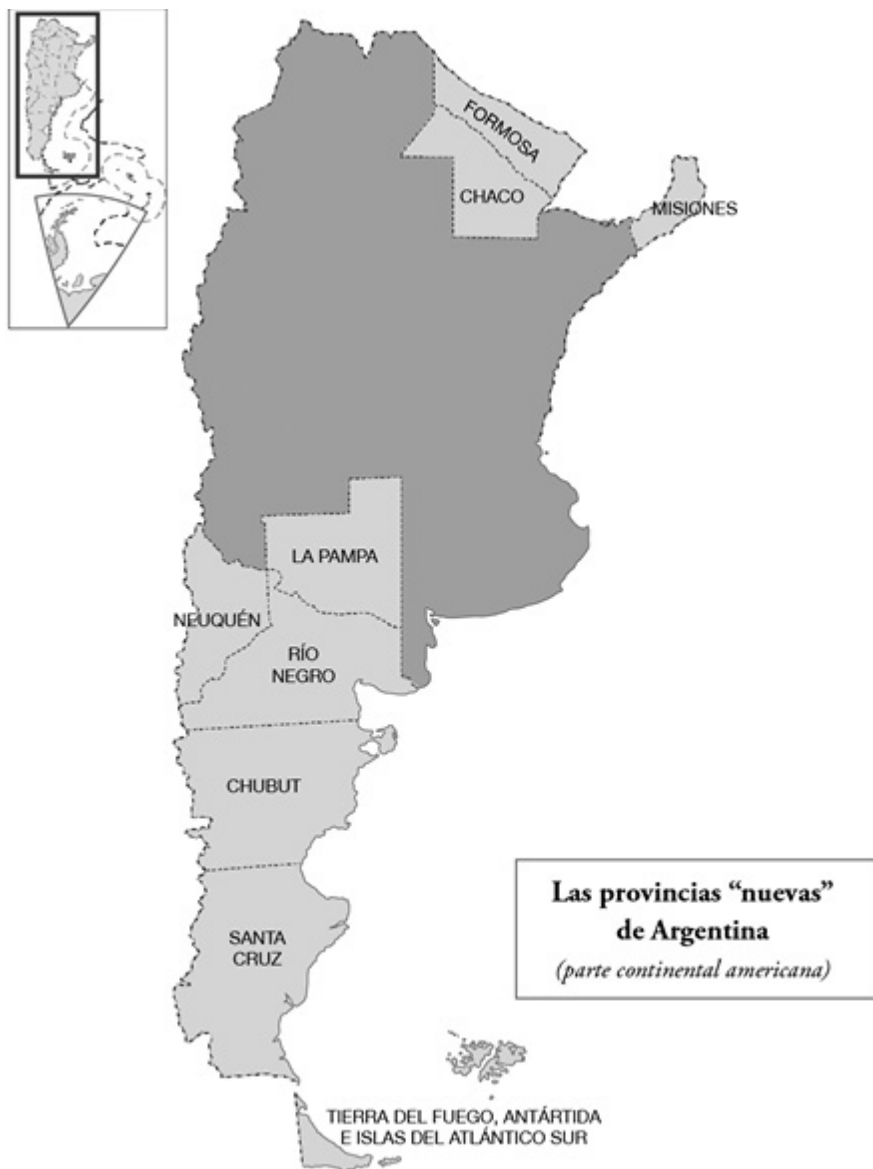 FORMOSA
CHACO
MISIONES
LA PAMPA
NEUQUÉN
RÍO
NEGRO
CHUBUT
SANTA
CRUZ
Las provincias “nuevas”
de Argentina
(parte continental americana)
TIERRA DEL FUEGO, ANTÁRTIDA
E ISLAS DEL ATLÁNTICO SUR